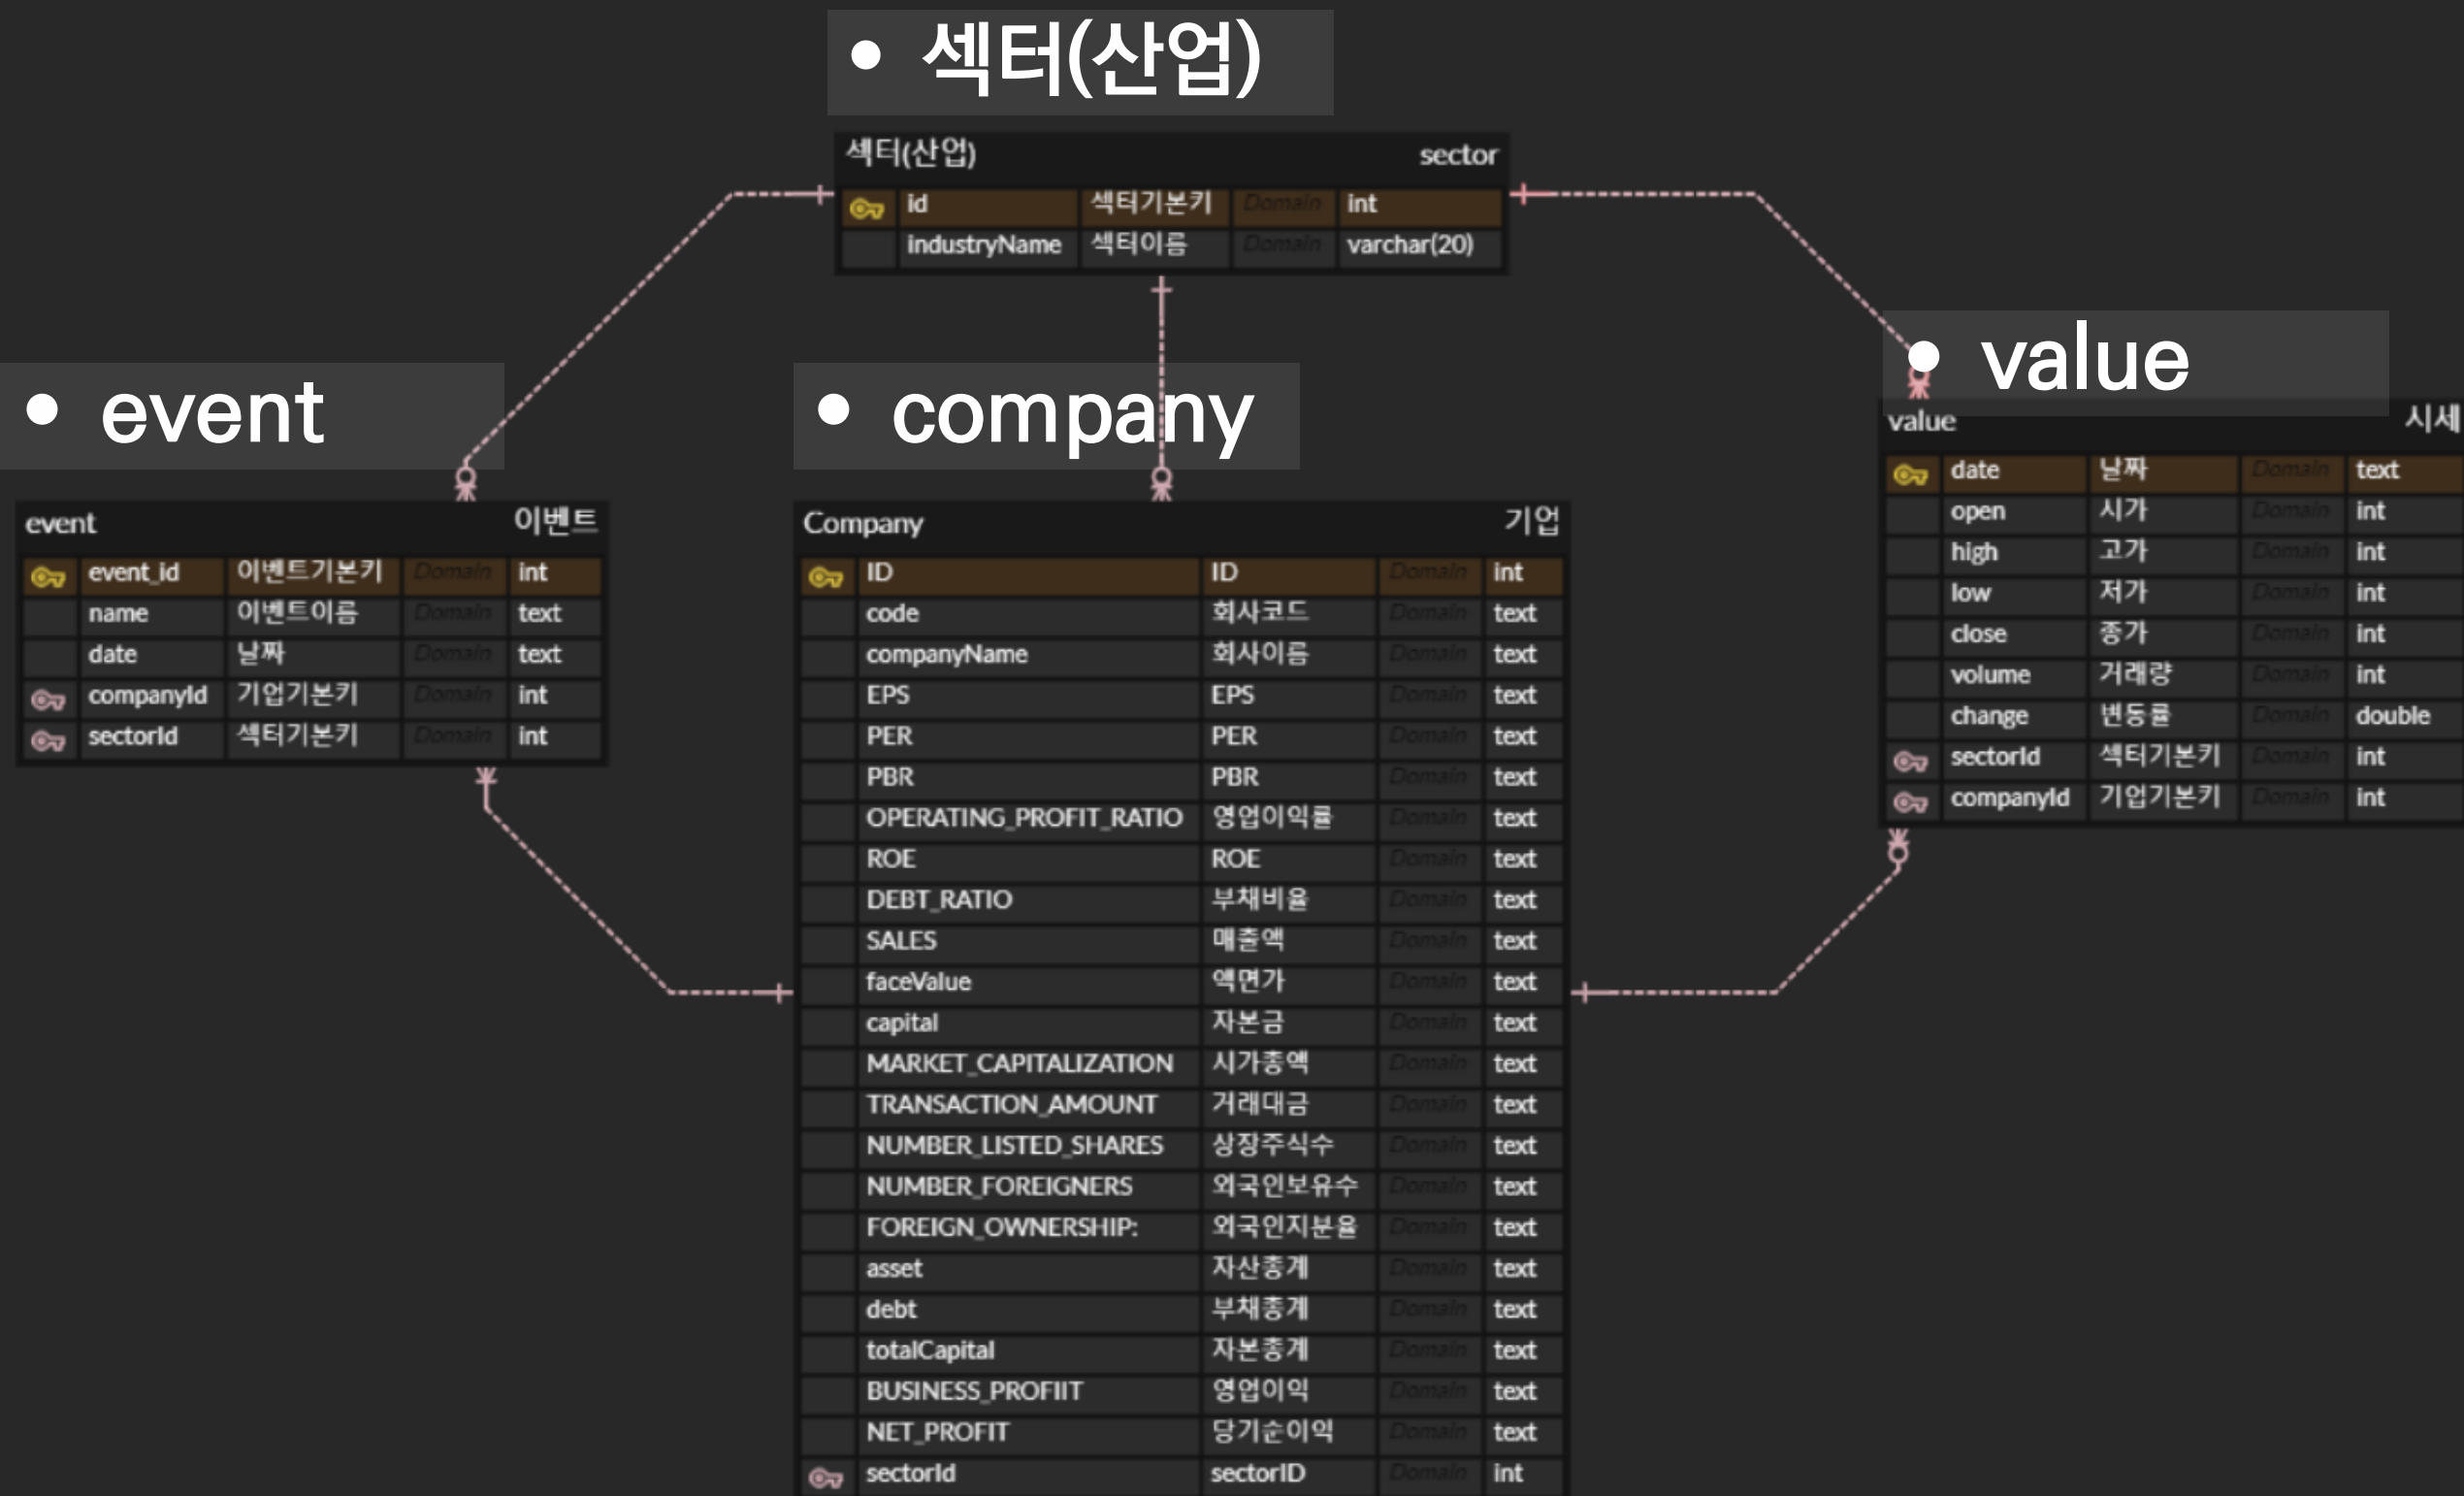 • 섹터(산업)
섹터(산업) sector
id 섹터기본키 Domain int
industryName 섹터이름 Domain varchar(20)
• event
event 이벤트
event_id 이벤트기본키 Domain int
name 이벤트이름 Domain text
date 날짜 Domain text
companyId 기업기본키 Domain int
sectorId 섹터기본키 Domain int
• company
Company 기업
ID ID Domain int
code 회사코드 Domain text
companyName 회사이름 Domain text
EPS EPS Domain text
PER PER Domain text
PBR PBR Domain text
OPERATING_PROFIT_RATIO 영업이익률 Domain text
ROE ROE Domain text
DEBT_RATIO 부채비율 Domain text
SALES 매출액 Domain text
faceValue 액면가 Domain text
capital 자본금 Domain text
MARKET_CAPITALIZATION 시가총액 Domain text
TRANSACTION_AMOUNT 거래대금 Domain text
NUMBER_LISTED_SHARES 상장주식수 Domain text
NUMBER_FOREIGNERS 외국인보유수 Domain text
FOREIGN_OWNERSHIP: 외국인지분율 Domain text
asset 자산총계 Domain text
debt 부채총계 Domain text
totalCapital 자본총계 Domain text
BUSINESS_PROFIIT 영업이익 Domain text
NET_PROFIT 당기순이익 Domain text
sectorId sectorID Domain int
• value
value 시세
date 날짜 Domain text
open 시가 Domain int
high 고가 Domain int
low 저가 Domain int
close 종가 Domain int
volume 거래량 Domain int
change 변동률 Domain double
sectorId 섹터기본키 Domain int
companyId 기업기본키 Domain int